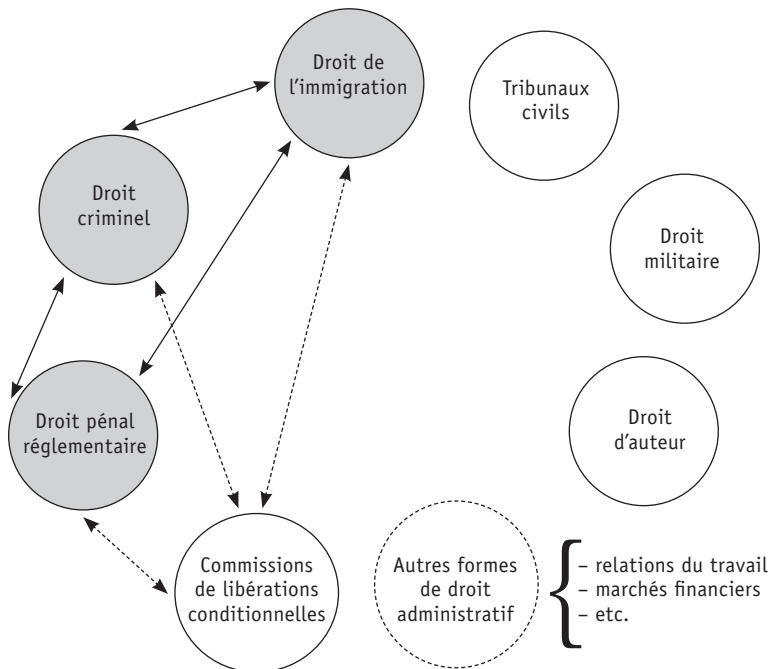 Droit de
l'immigration
Tribunaux
civils
Droit
criminel
Droit
militaire
Droit pénal
réglementaire
Droit
d'auteur
Commissions
de libérations
conditionnelles
Autres formes
de droit
administratif
– relations du travail
– marchés financiers
– etc.